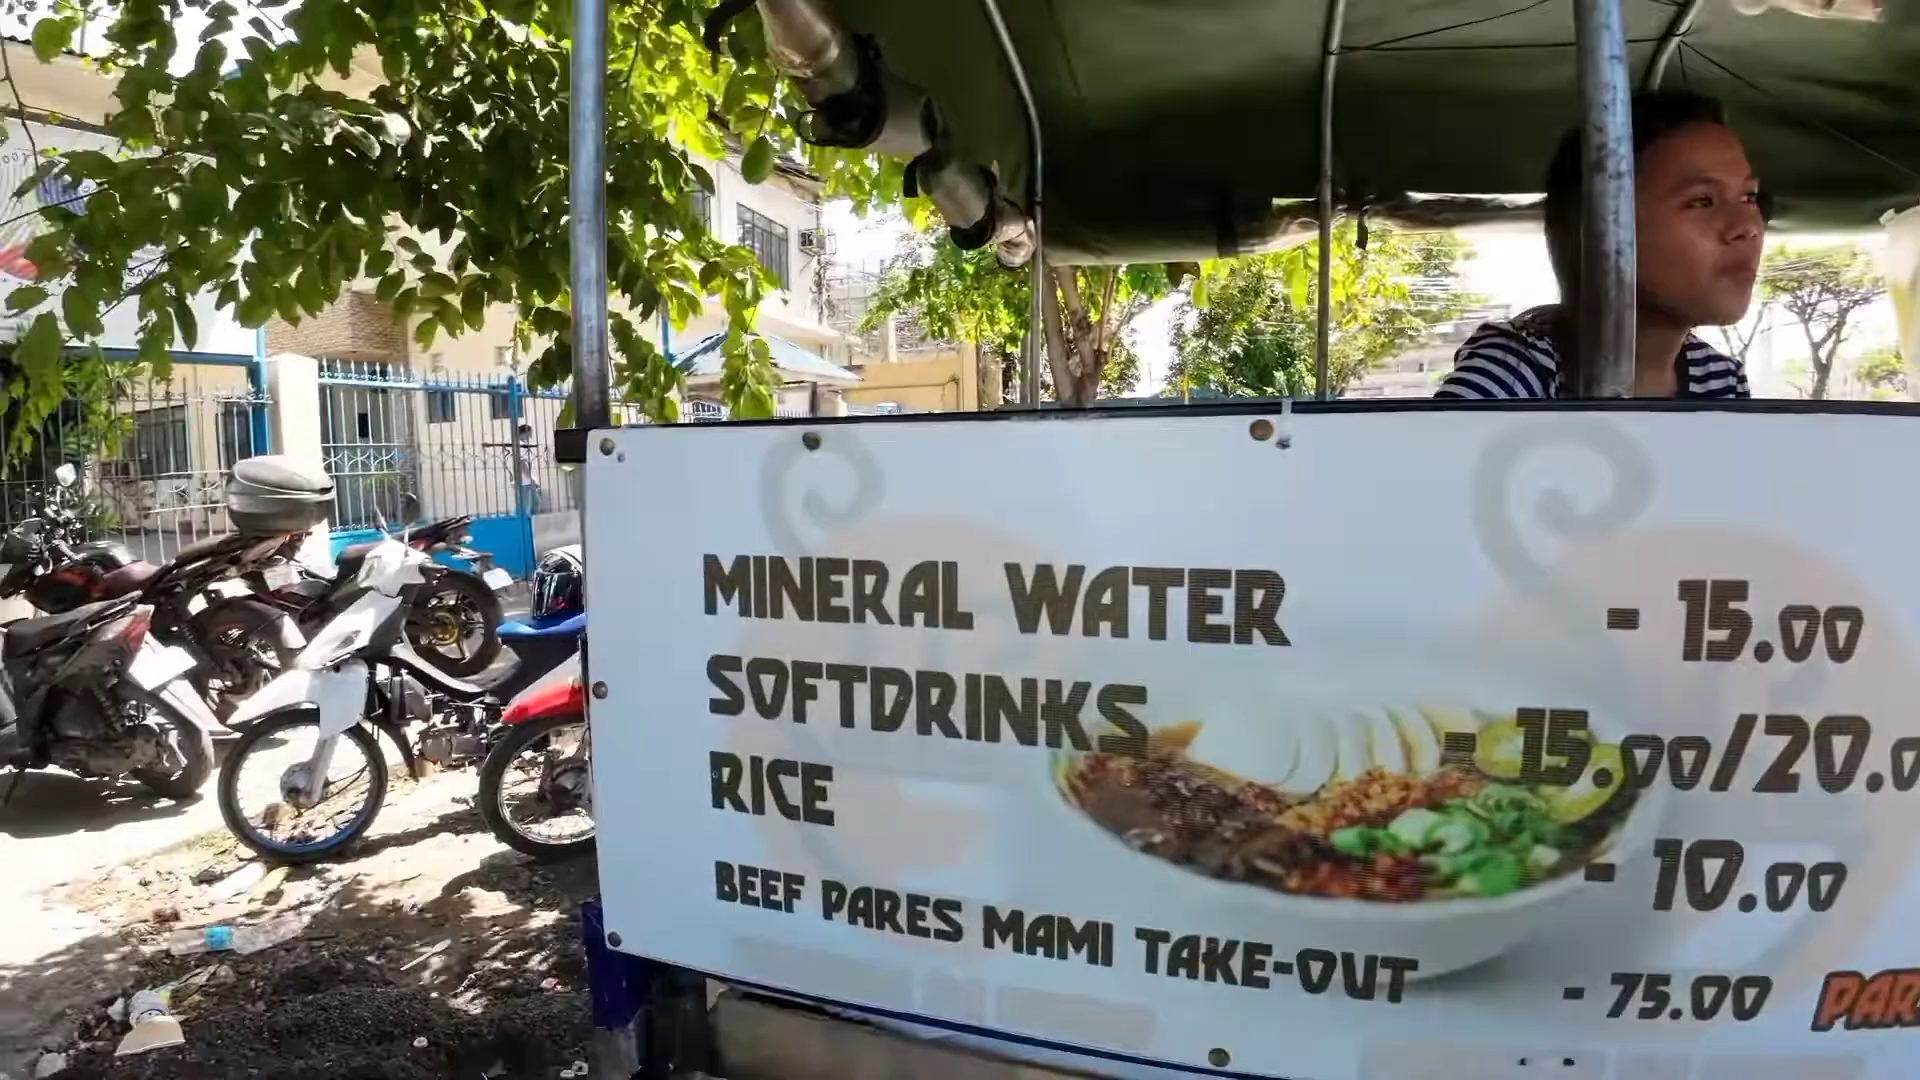 MINERAL WATER - 15.00
SOFTDRINKS - 15.00/20.0
RICE - 10.00
BEEF PARES MAMI TAKE-OUT - 75.00
PAR